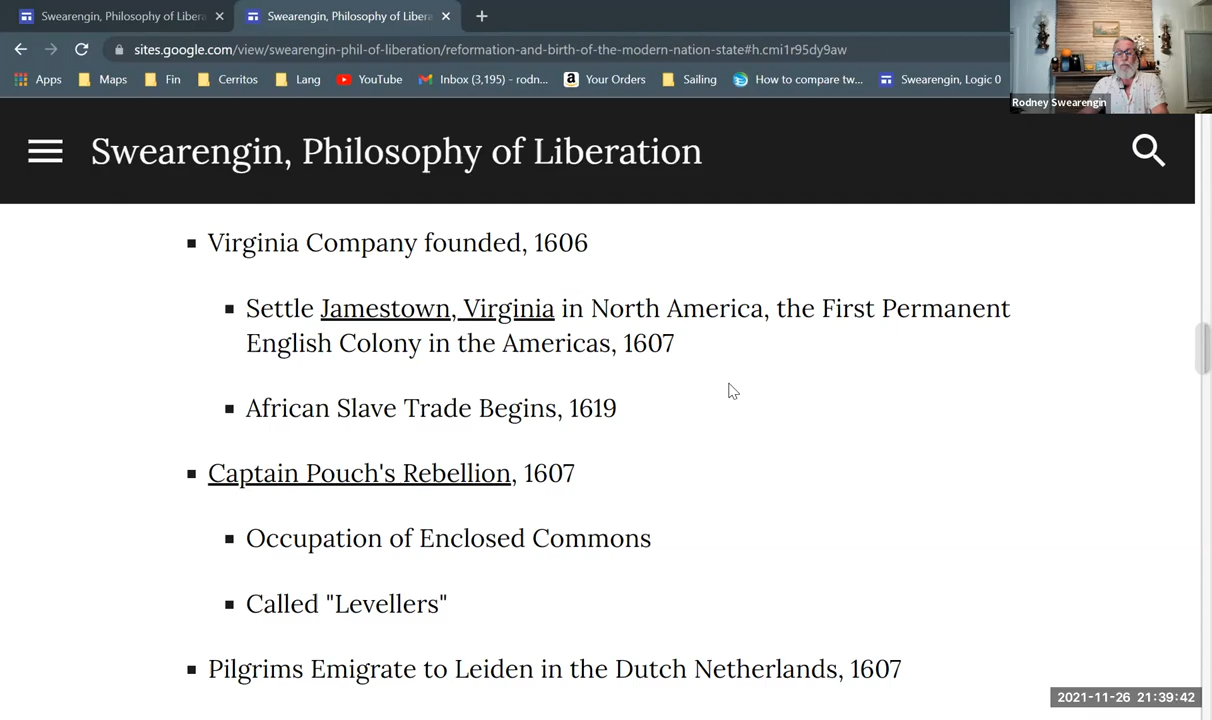 Swearengin, Philosophy of Libera
Swearengin, Philosophy of Libera
sites.google.com/view/swearengin-phil-of-liberation/reformation-and-birth-of-the-modern-nation-state#h.cmi1r95dy9aw
Apps Maps Fin Cerritos Lang YouTube Inbox (3,195) - rodn... Your Orders Sailing How to compare tw... Swearengin, Logic 0
Rodney Swearengin
Swearengin, Philosophy of Liberation
Virginia Company founded, 1606
Settle Jamestown, Virginia in North America, the First Permanent
English Colony in the Americas, 1607
African Slave Trade Begins, 1619
Captain Pouch's Rebellion, 1607
Occupation of Enclosed Commons
Called "Levellers"
Pilgrims Emigrate to Leiden in the Dutch Netherlands, 1607
2021-11-26 21:39:42